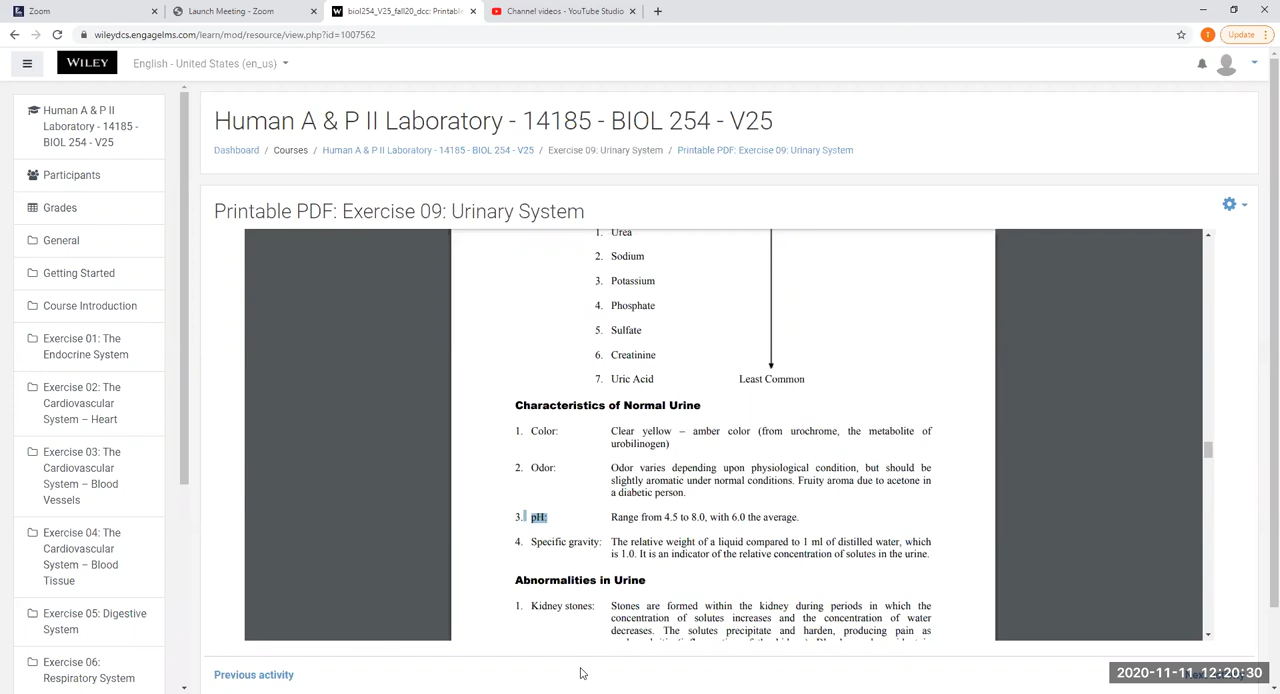 Zoom
Launch Meeting - Zoom
biol254_V25_fall20_dcc: Printabl
Channel videos - YouTube Studio
wileydcs.engagelms.com/learn/mod/resource/view.php?id=1007562
T
Update
WILEY
English - United States (en_us)
Human A & P II
Laboratory - 14185 -
BIOL 254 - V25
Participants
Grades
General
Getting Started
Course Introduction
Exercise 01: The
Endocrine System
Exercise 02: The
Cardiovascular
System – Heart
Exercise 03: The
Cardiovascular
System – Blood
Vessels
Exercise 04: The
Cardiovascular
System – Blood
Tissue
Exercise 05: Digestive
System
Exercise 06:
Respiratory System
Human A & P II Laboratory - 14185 - BIOL 254 - V25
Dashboard / Courses / Human A & P II Laboratory - 14185 - BIOL 254 - V25 / Exercise 09: Urinary System / Printable PDF: Exercise 09: Urinary System
Printable PDF: Exercise 09: Urinary System
1. Urea
2. Sodium
3. Potassium
4. Phosphate
5. Sulfate
6. Creatinine
7. Uric Acid Least Common
Characteristics of Normal Urine
1. Color: Clear yellow – amber color (from urochrome, the metabolite of
urobilinogen)
2. Odor: Odor varies depending upon physiological condition, but should be
slightly aromatic under normal conditions. Fruity aroma due to acetone in
a diabetic person.
3. pH: Range from 4.5 to 8.0, with 6.0 the average.
4. Specific gravity: The relative weight of a liquid compared to 1 ml of distilled water, which
is 1.0. It is an indicator of the relative concentration of solutes in the urine.
Abnormalities in Urine
1. Kidney stones: Stones are formed within the kidney during periods in which the
concentration of solutes increases and the concentration of water
decreases. The solutes precipitate and harden, producing pain as
Previous activity
2020-11-11 12:20:30